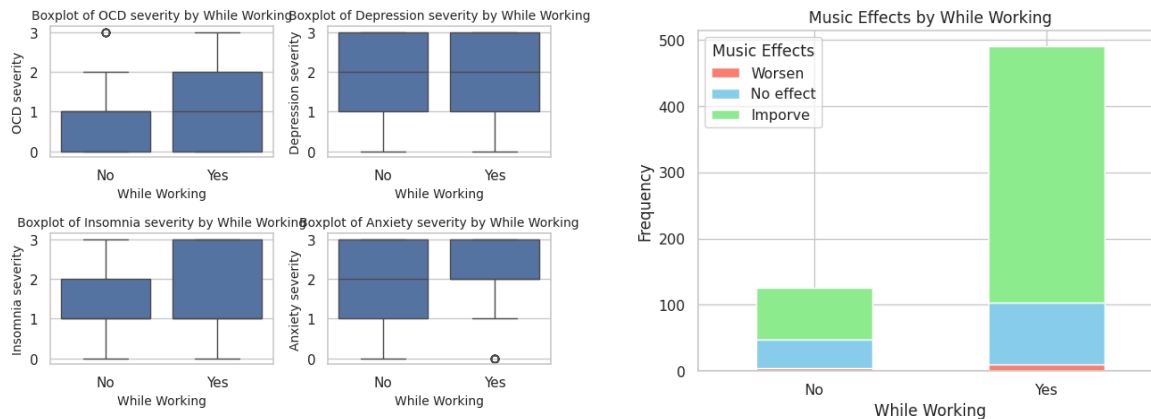 Boxplot of OCD severity by While Working
3
2
1
0
OCD severity
No
Yes
While Working
Boxplot of Depression severity by While Working
3
2
1
0
Depression severity
No
Yes
While Working
Boxplot of Insomnia severity by While Working
3
2
1
0
Insomnia severity
No
Yes
While Working
Boxplot of Anxiety severity by While Working
3
2
1
0
Anxiety severity
No
Yes
While Working
Music Effects by While Working
500
400
300
200
100
0
Frequency
Music Effects
Worsen
No effect
Imporve
No
Yes
While Working